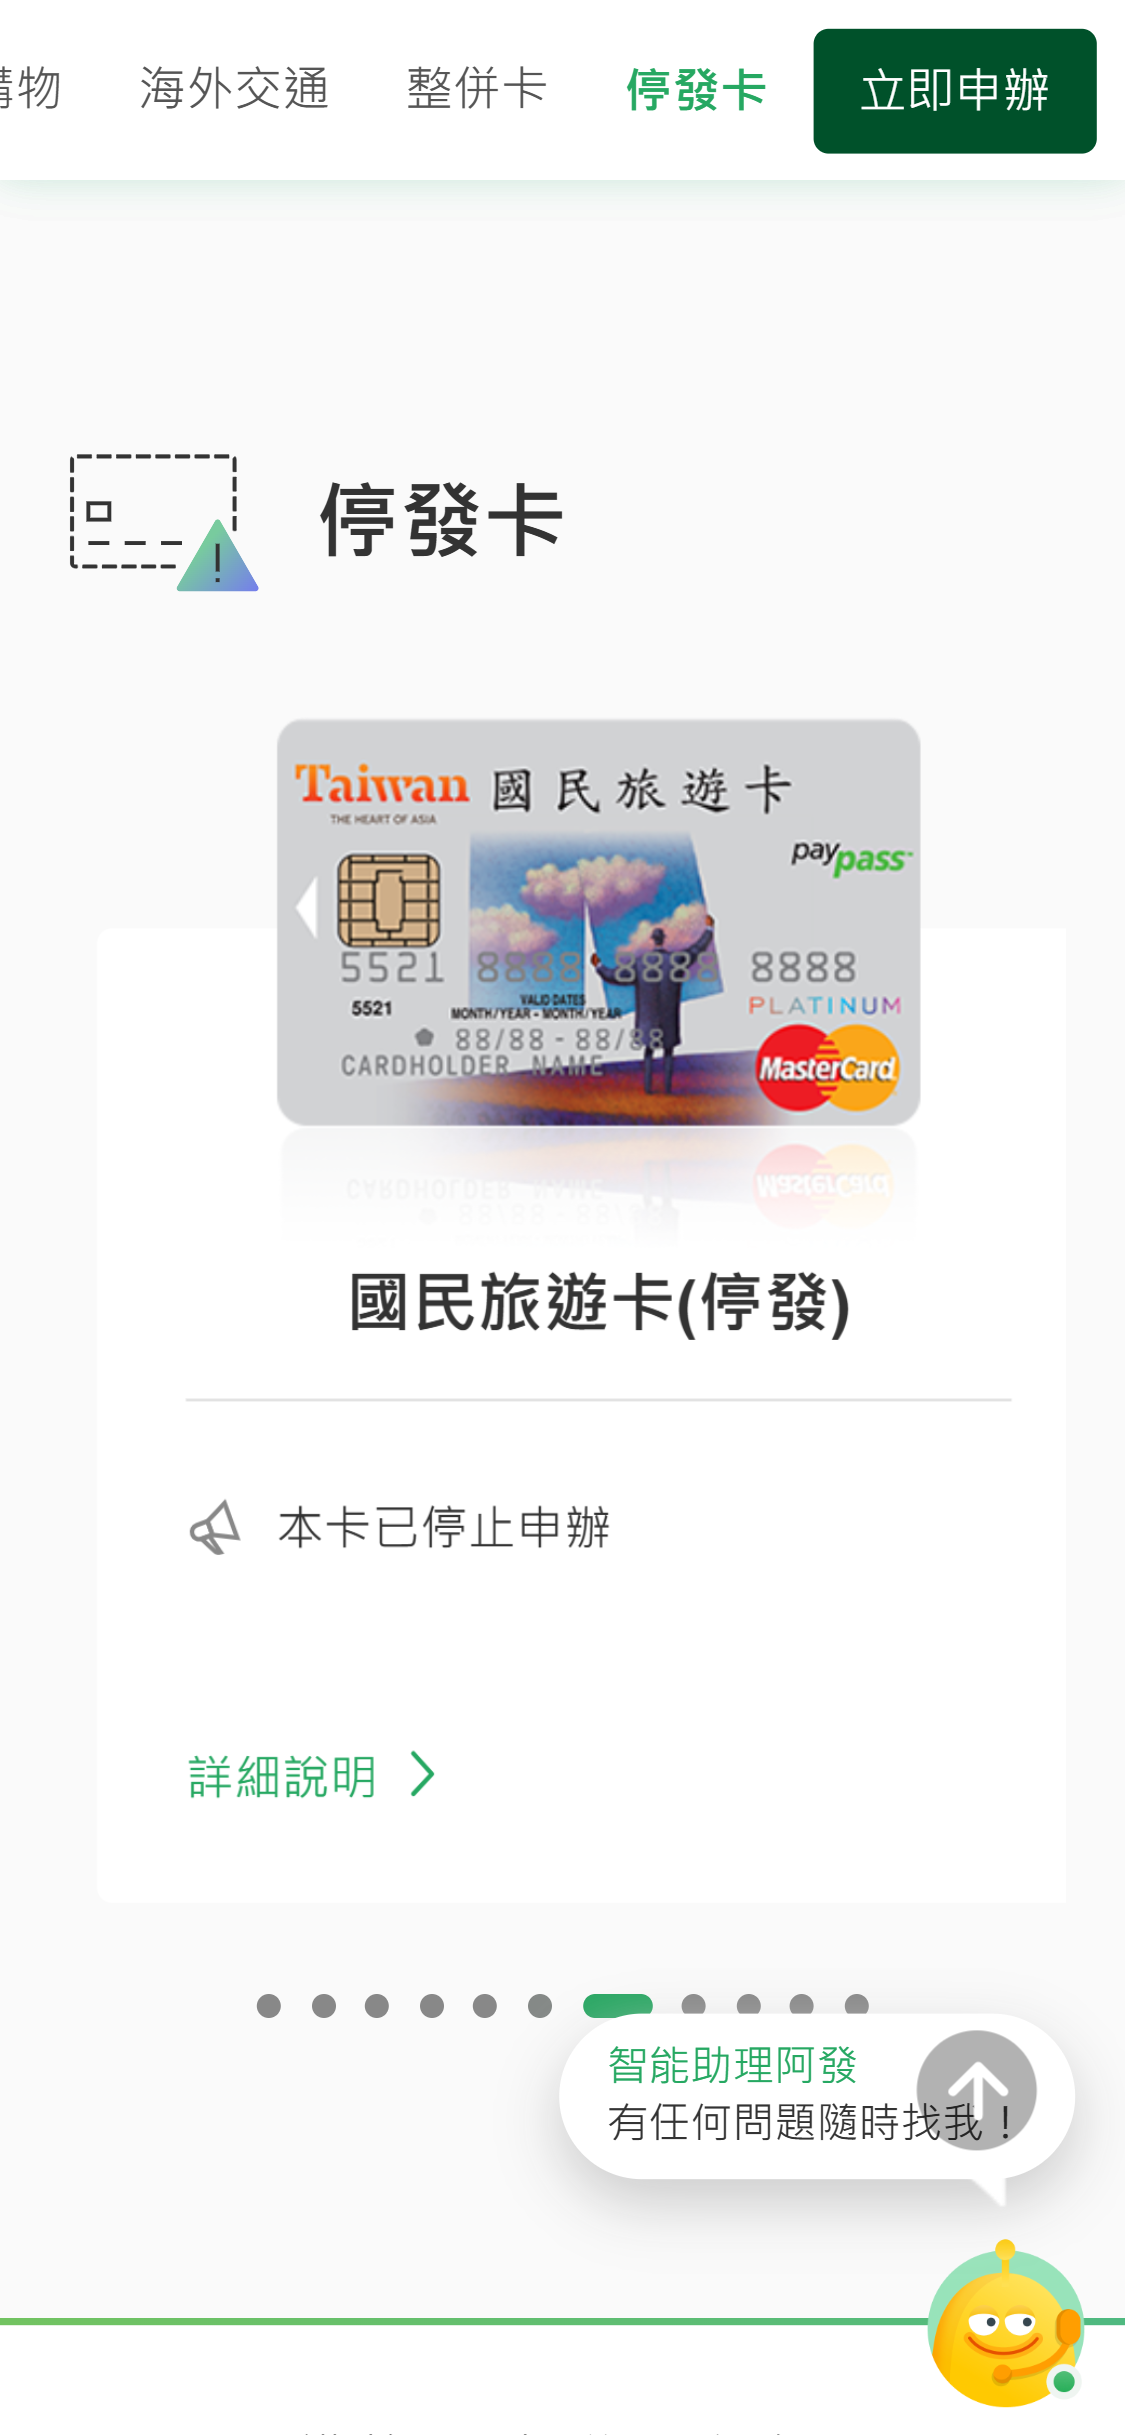 購物 海外交通 整併卡 停發卡 立即申辦
停發卡
Taiwan 國民旅遊卡
THE HEART OF ASIA
paypass
5521 8888 8888 8888
5521 VALID DATES PLATINUM
MONTH/YEAR - MONTH/YEAR
88/88 - 88/88
CARDHOLDER NAME MasterCard
國民旅遊卡(停發)
本卡已停止申辦
詳細說明
智能助理阿發
有任何問題隨時找我！